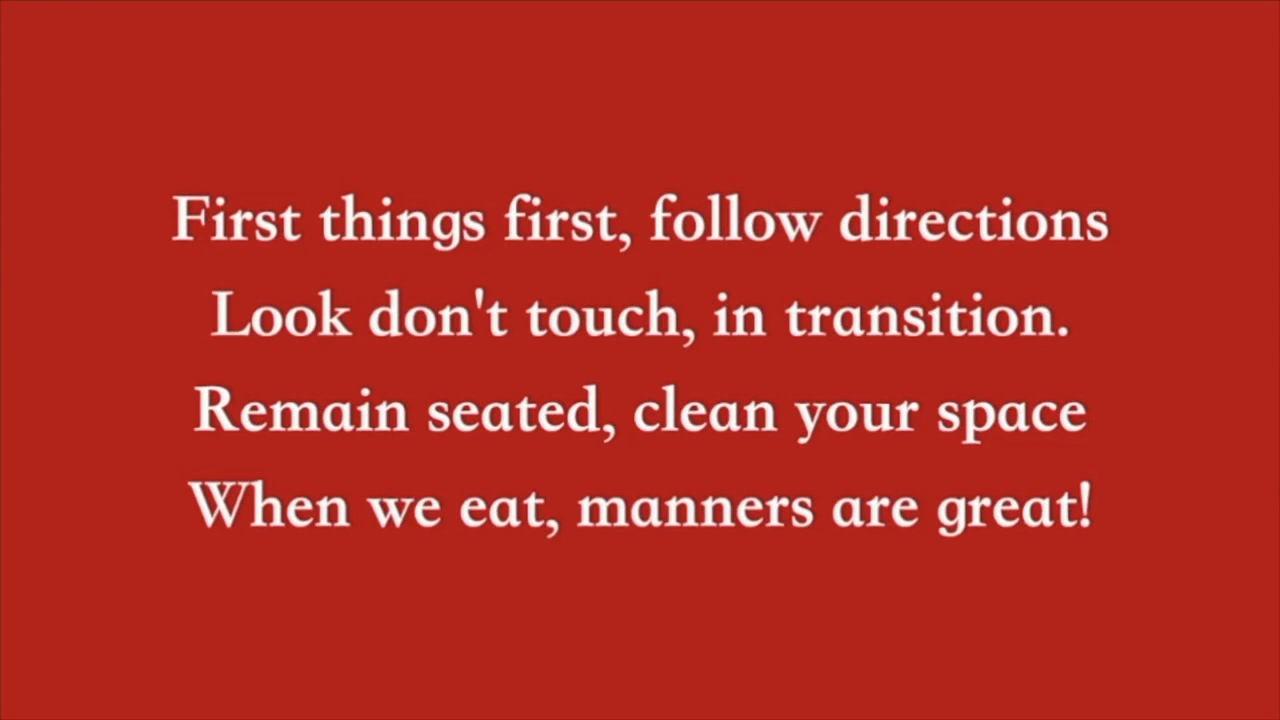 First things first, follow directions
Look don't touch, in transition.
Remain seated, clean your space
When we eat, manners are great!